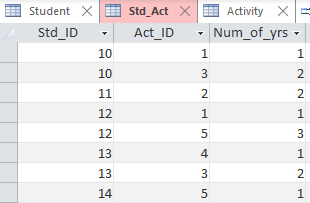 Student Std_Act Activity
Std_ID Act_ID Num_of_yrs
10 1 1
10 3 2
11 2 2
12 1 1
12 5 3
13 4 1
13 3 2
14 5 1